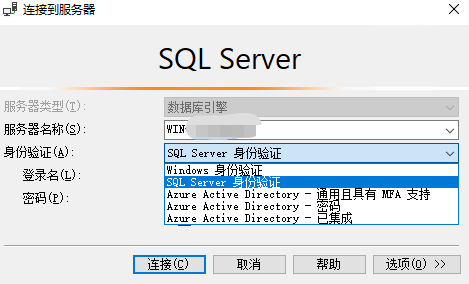 连接到服务器
SQL Server
服务器类型(T):
数据库引擎
服务器名称(S):
WIN-
身份验证(A):
SQL Server 身份验证
Windows 身份验证
登录名(L):
SQL Server 身份验证
Azure Active Directory - 通用且具有 MFA 支持
密码(P):
Azure Active Directory - 密码
Azure Active Directory - 已集成
连接(C)
取消
帮助
选项(O) >>